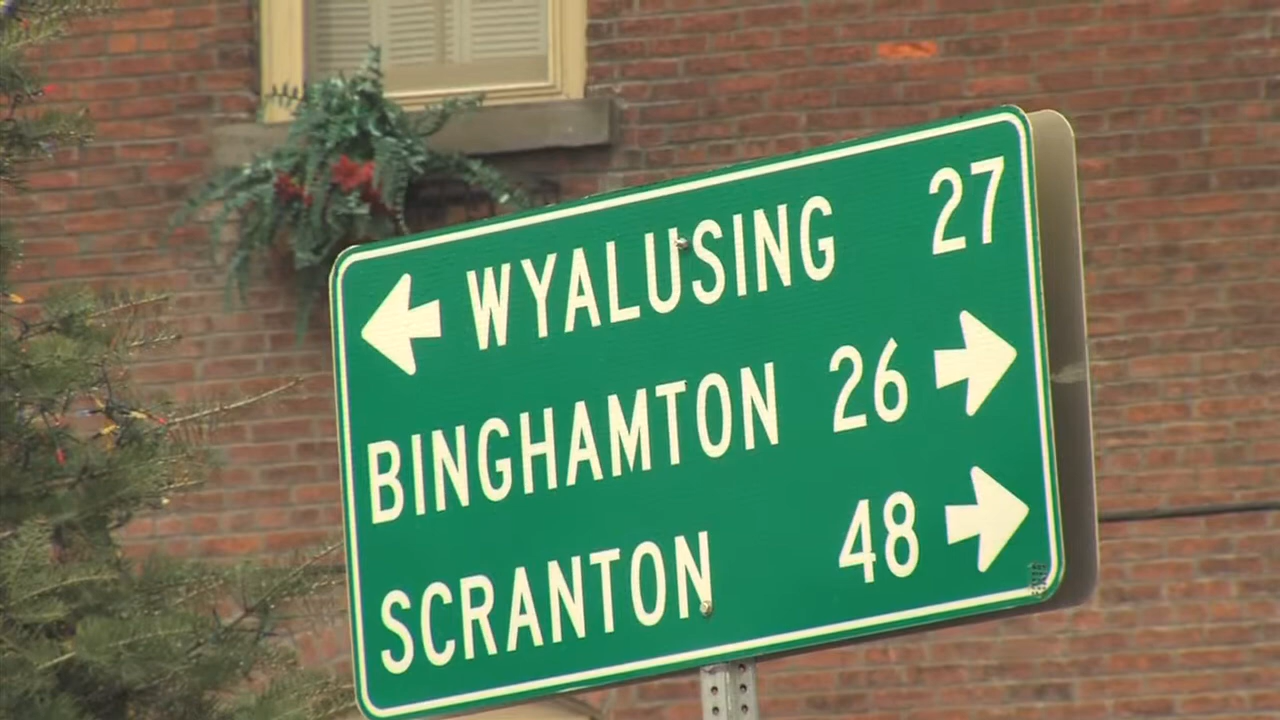 ← WYALUSING 27
BINGHAMTON 26 →
SCRANTON 48 →